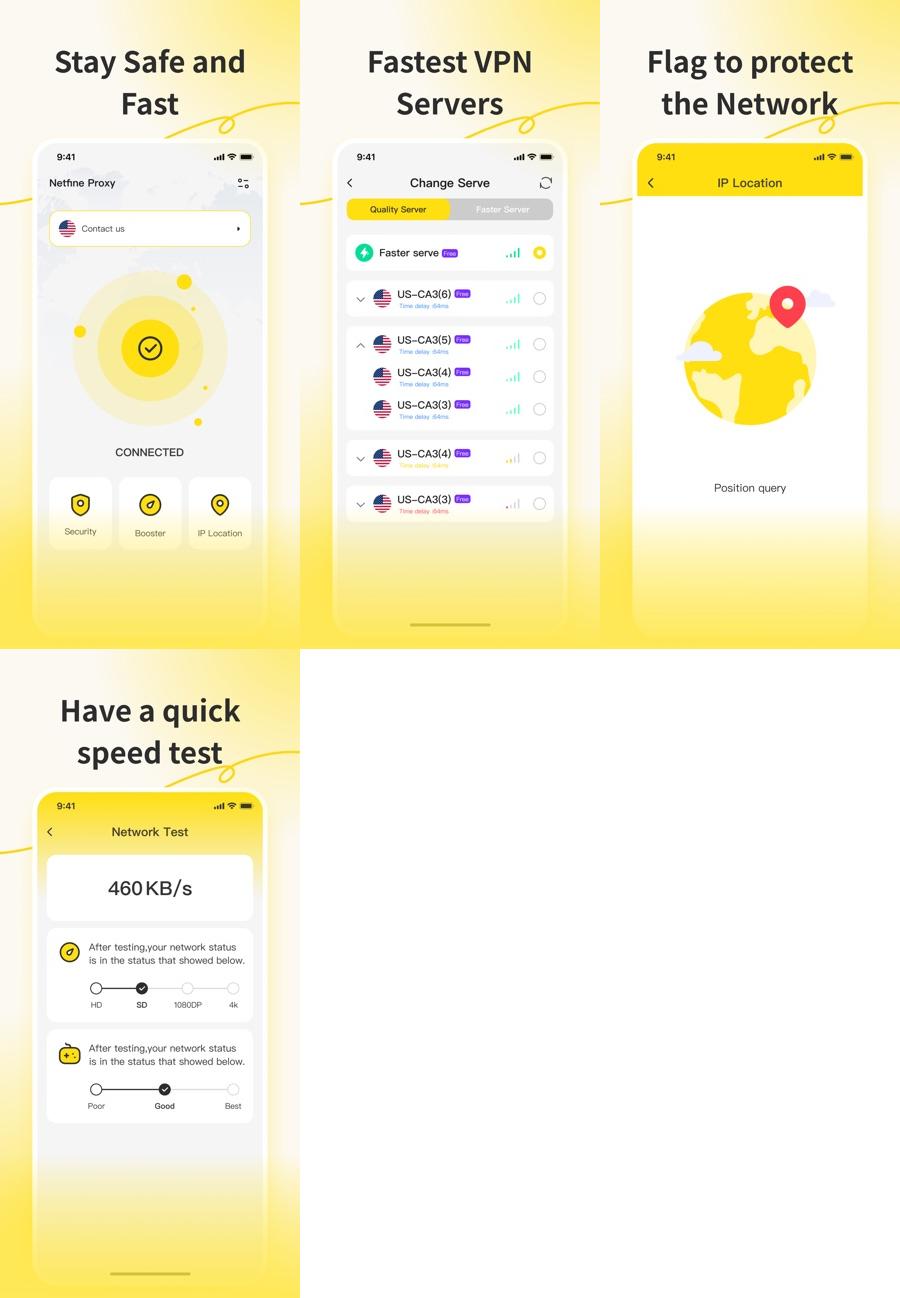 Stay Safe and
Fast
9:41
Netfine Proxy
Contact us
CONNECTED
Security
Booster
IP Location
Fastest VPN
Servers
9:41
Change Serve
Quality Server
Faster Server
Faster serve Free
US-CA3(6) Free
Time delay :64ms
US-CA3(5) Free
Time delay :64ms
US-CA3(4) Free
Time delay :64ms
US-CA3(3) Free
Time delay :64ms
US-CA3(4) Free
Time delay :64ms
US-CA3(3) Free
Time delay :64ms
Flag to protect
the Network
9:41
IP Location
Position query
Have a quick
speed test
9:41
Network Test
460 KB/s
After testing,your network status
is in the status that showed below.
HD SD 1080DP 4k
After testing,your network status
is in the status that showed below.
Poor Good Best